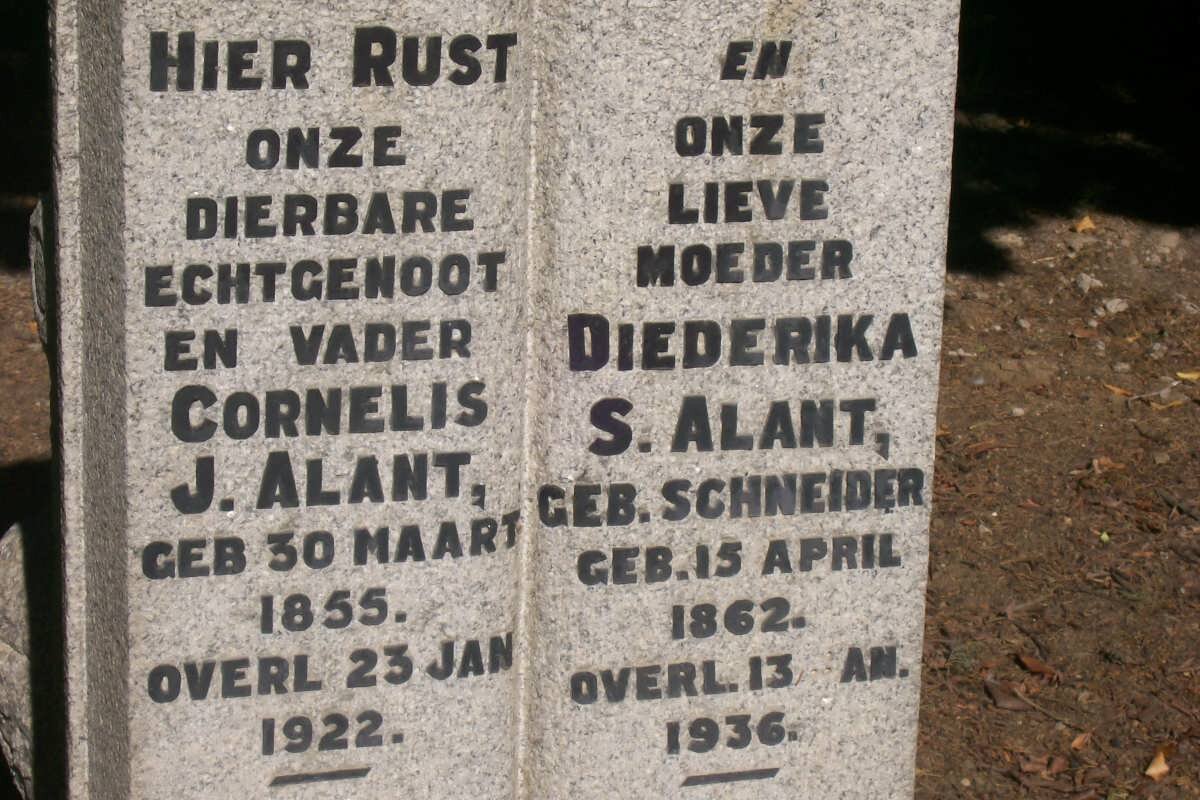 HIER RUST
ONZE
DIERBARE
ECHTGENOOT
EN VADER
CORNELIS
J. ALANT,
GEB 30 MAART
1855.
OVERL 23 JAN
1922.
EN
ONZE
LIEVE
MOEDER
DIEDERIKA
S. ALANT,
GEB. SCHNEIDER
GEB. 15 APRIL
1862.
OVERL. 13 AN.
1936.